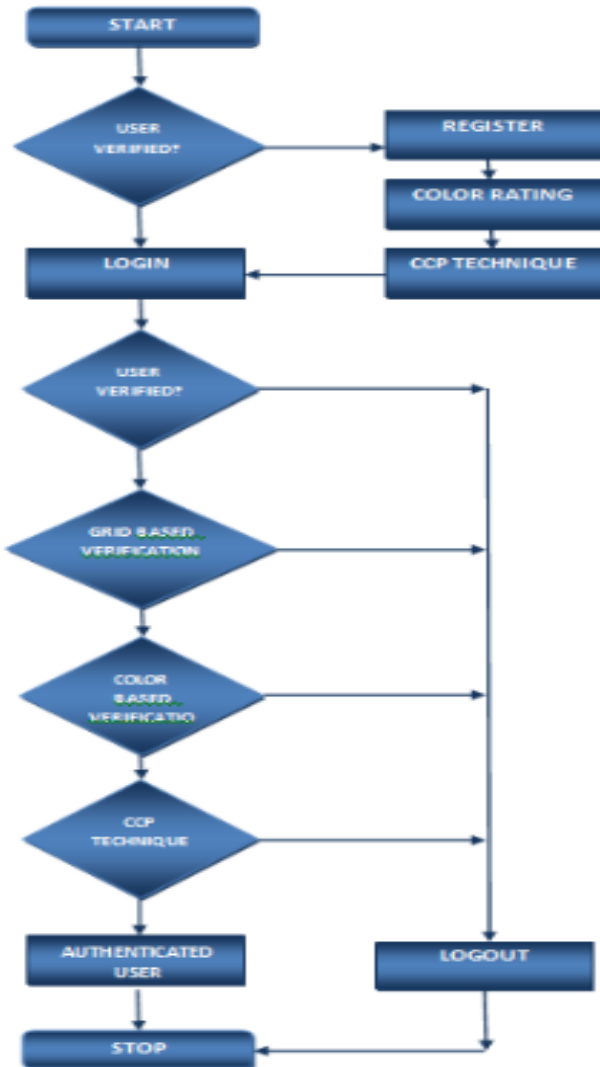 START
USER
VERIFIED?
REGISTER
COLOR RATING
LOGIN
CCP TECHNIQUE
USER
VERIFIED?
GRID BASED
VERIFICATION
COLOR
BASED
VERIFICATIO
CCP
TECHNIQUE
AUTHENTICATED
USER
LOGOUT
STOP